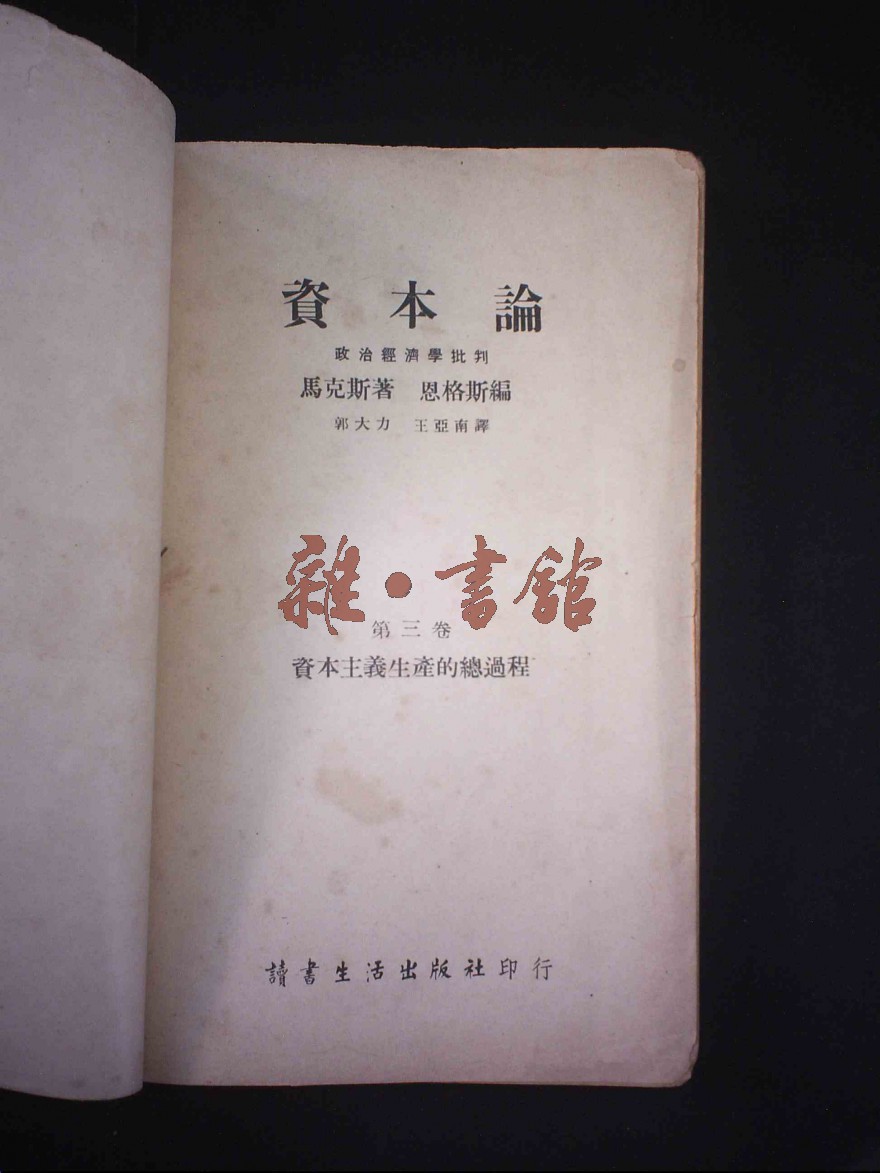 資本論
政治經濟學批判
馬克斯著 恩格斯編
郭大力 王亞南譯
雜·書館
第三卷
資本主義生產的總過程
讀書生活出版社印行